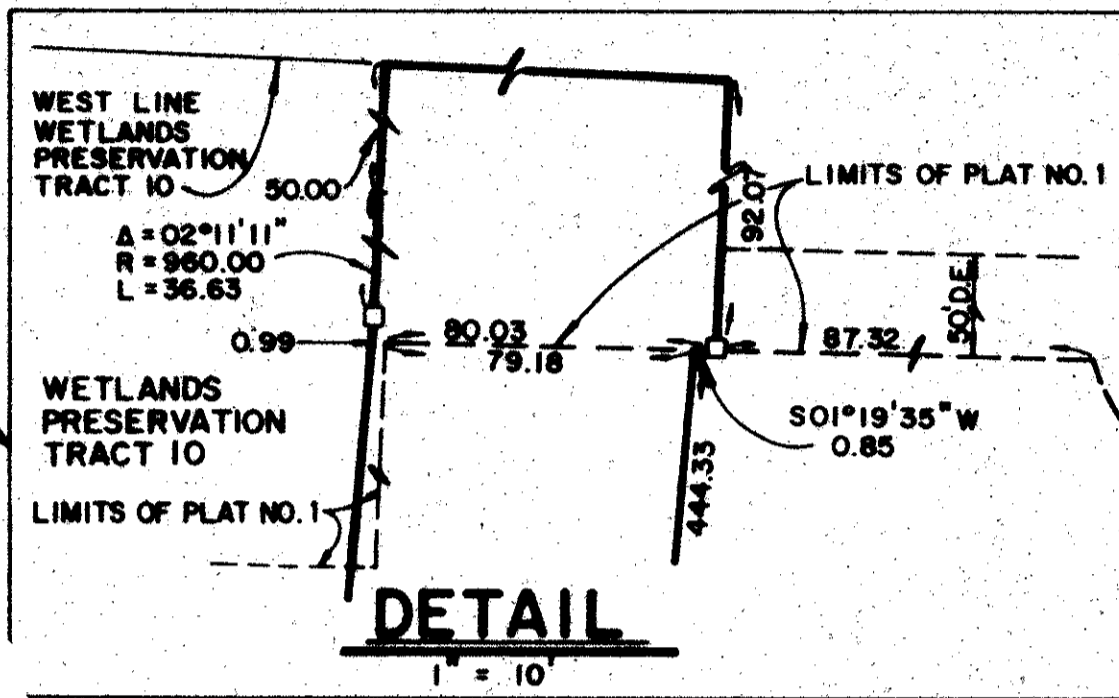 WEST LINE
WETLANDS
PRESERVATION
TRACT 10
50.00
Δ = 02°11'11"
R = 960.00
L = 36.63
92.07
LIMITS OF PLAT NO. 1
50' D.E.
0.99
80.03
79.18
87.32
WETLANDS
PRESERVATION
TRACT 10
S01°19'35"W
0.85
444.33
LIMITS OF PLAT NO. 1
DETAIL
1" = 10'